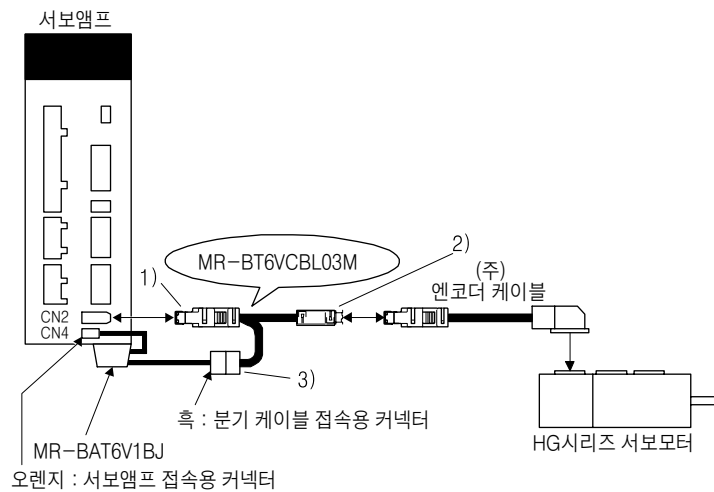 서보앰프
MR-BT6VCBL03M
1)
2)
(주)
엔코더 케이블
CN2
CN4
3)
흑 : 분기 케이블 접속용 커넥터
HG시리즈 서보모터
MR-BAT6V1BJ
오렌지 : 서보앰프 접속용 커넥터